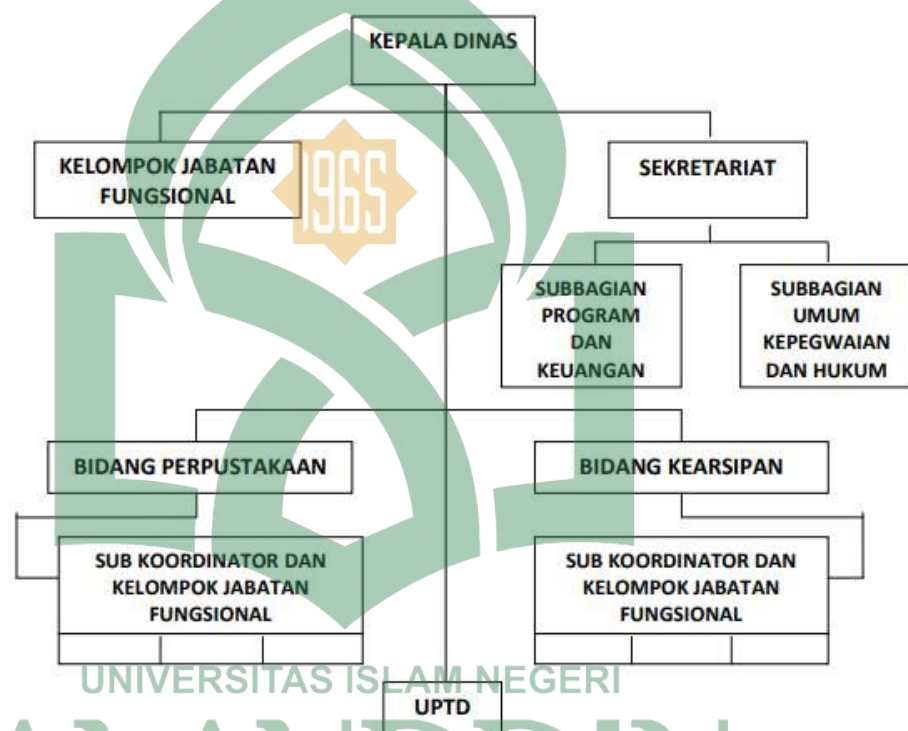 KEPALA DINAS
KELOMPOK JABATAN
FUNGSIONAL
1965
SEKRETARIAT
SUBBAGIAN
PROGRAM
DAN
KEUANGAN
SUBBAGIAN
UMUM
KEPEGWAIAN
DAN HUKUM
BIDANG PERPUSTAKAAN
BIDANG KEARSIPAN
SUB KOORDINATOR DAN
KELOMPOK JABATAN
FUNGSIONAL
SUB KOORDINATOR DAN
KELOMPOK JABATAN
FUNGSIONAL
UNIVERSITAS ISLAM NEGERI
UPTD